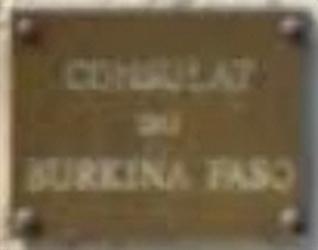 CONSULAT
DU
BURKINA FASO